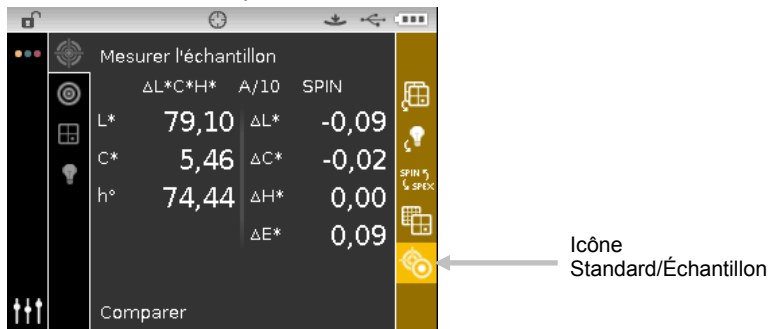 Mesurer l'échantillon
ΔL*C*H* A/10 SPIN
L* 79,10 ΔL* -0,09
C* 5,46 ΔC* -0,02
h° 74,44 ΔH* 0,00
ΔE* 0,09
Comparer
SPIN
SPEX
Icône
Standard/Échantillon